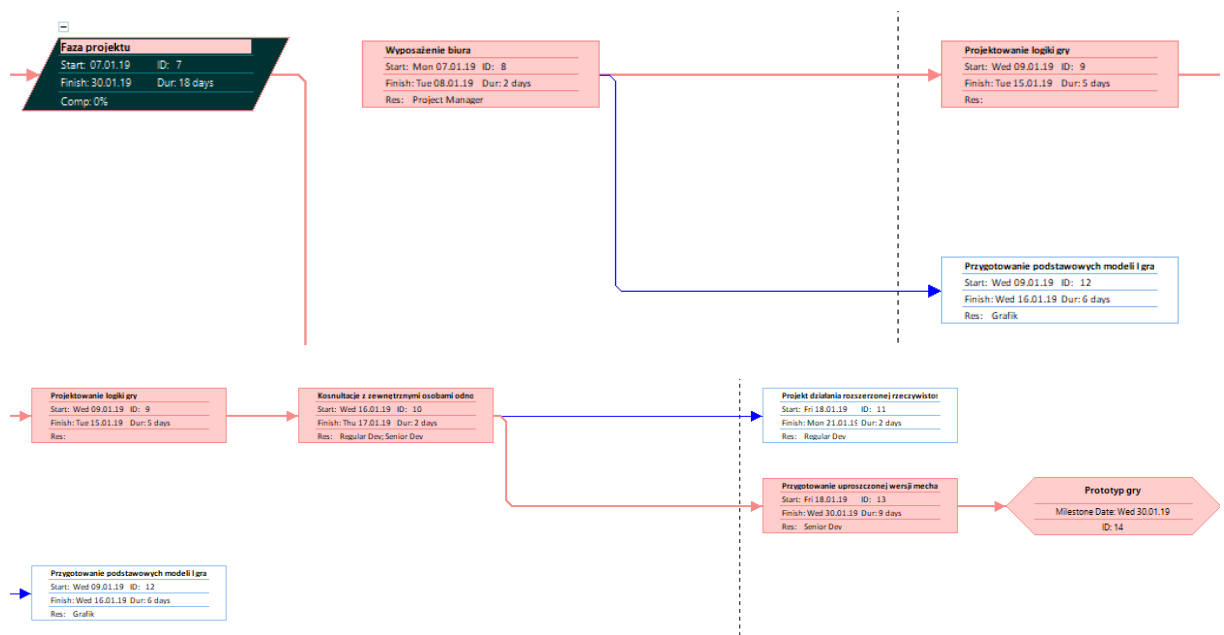 Faza projektu
Start: 07.01.19 ID: 7
Finish: 30.01.19 Dur: 18 days
Comp: 0%
Wyposażenie biura
Start: Mon 07.01.19 ID: 8
Finish: Tue 08.01.19 Dur: 2 days
Res: Project Manager
Projektowanie logiki gry
Start: Wed 09.01.19 ID: 9
Finish: Tue 15.01.19 Dur: 5 days
Res:
Przygotowanie podstawowych modeli I gra
Start: Wed 09.01.19 ID: 12
Finish: Wed 16.01.19 Dur: 6 days
Res: Grafik
Projektowanie logiki gry
Start: Wed 09.01.19 ID: 9
Finish: Tue 15.01.19 Dur: 5 days
Res:
Kosnultacje z zewnętrznymi osobami odno
Start: Wed 16.01.19 ID: 10
Finish: Thu 17.01.19 Dur: 2 days
Res: Regular Dev; Senior Dev
Projekt działania rozszerzonej rzeczywistoś
Start: Fri 18.01.19 ID: 11
Finish: Mon 21.01.19 Dur: 2 days
Res: Regular Dev
Przygotowanie uproszczonej wersji mecha
Start: Fri 18.01.19 ID: 13
Finish: Wed 30.01.19 Dur: 9 days
Res: Senior Dev
Prototyp gry
Milestone Date: Wed 30.01.19
ID: 14
Przygotowanie podstawowych modeli I gra
Start: Wed 09.01.19 ID: 12
Finish: Wed 16.01.19 Dur: 6 days
Res: Grafik